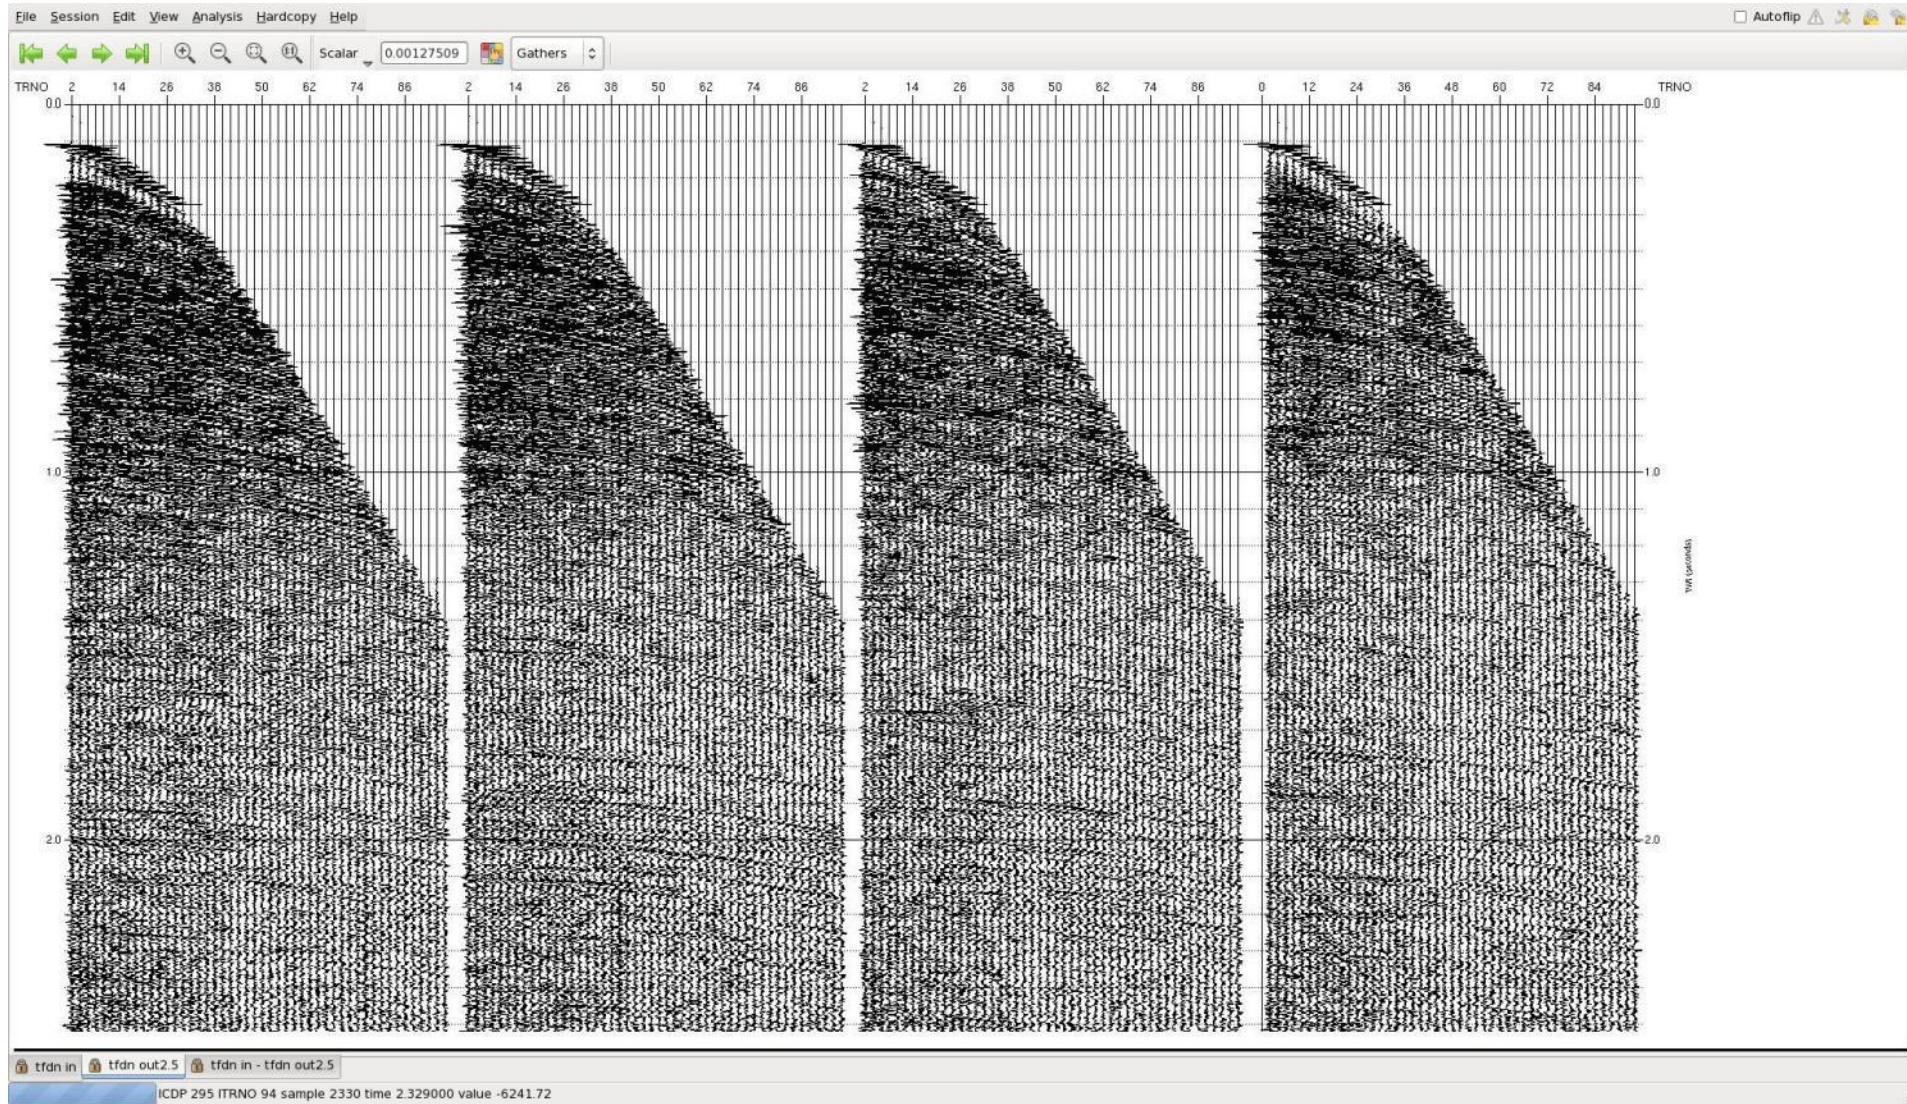 File Session Edit View Analysis Hardcopy Help Autoflip
Scalar 0.00127509 Gathers
TRNO 2 14 26 38 50 62 74 86 2 14 26 38 50 62 74 86 2 14 26 38 50 62 74 86 0 12 24 36 48 60 72 84 TRNO
0.0 0.0
1.0 1.0
TWT (seconds)
2.0 2.0
tfdn in tfdn out2.5 tfdn in - tfdn out2.5
ICDP 295 ITRNO 94 sample 2330 time 2.329000 value -6241.72